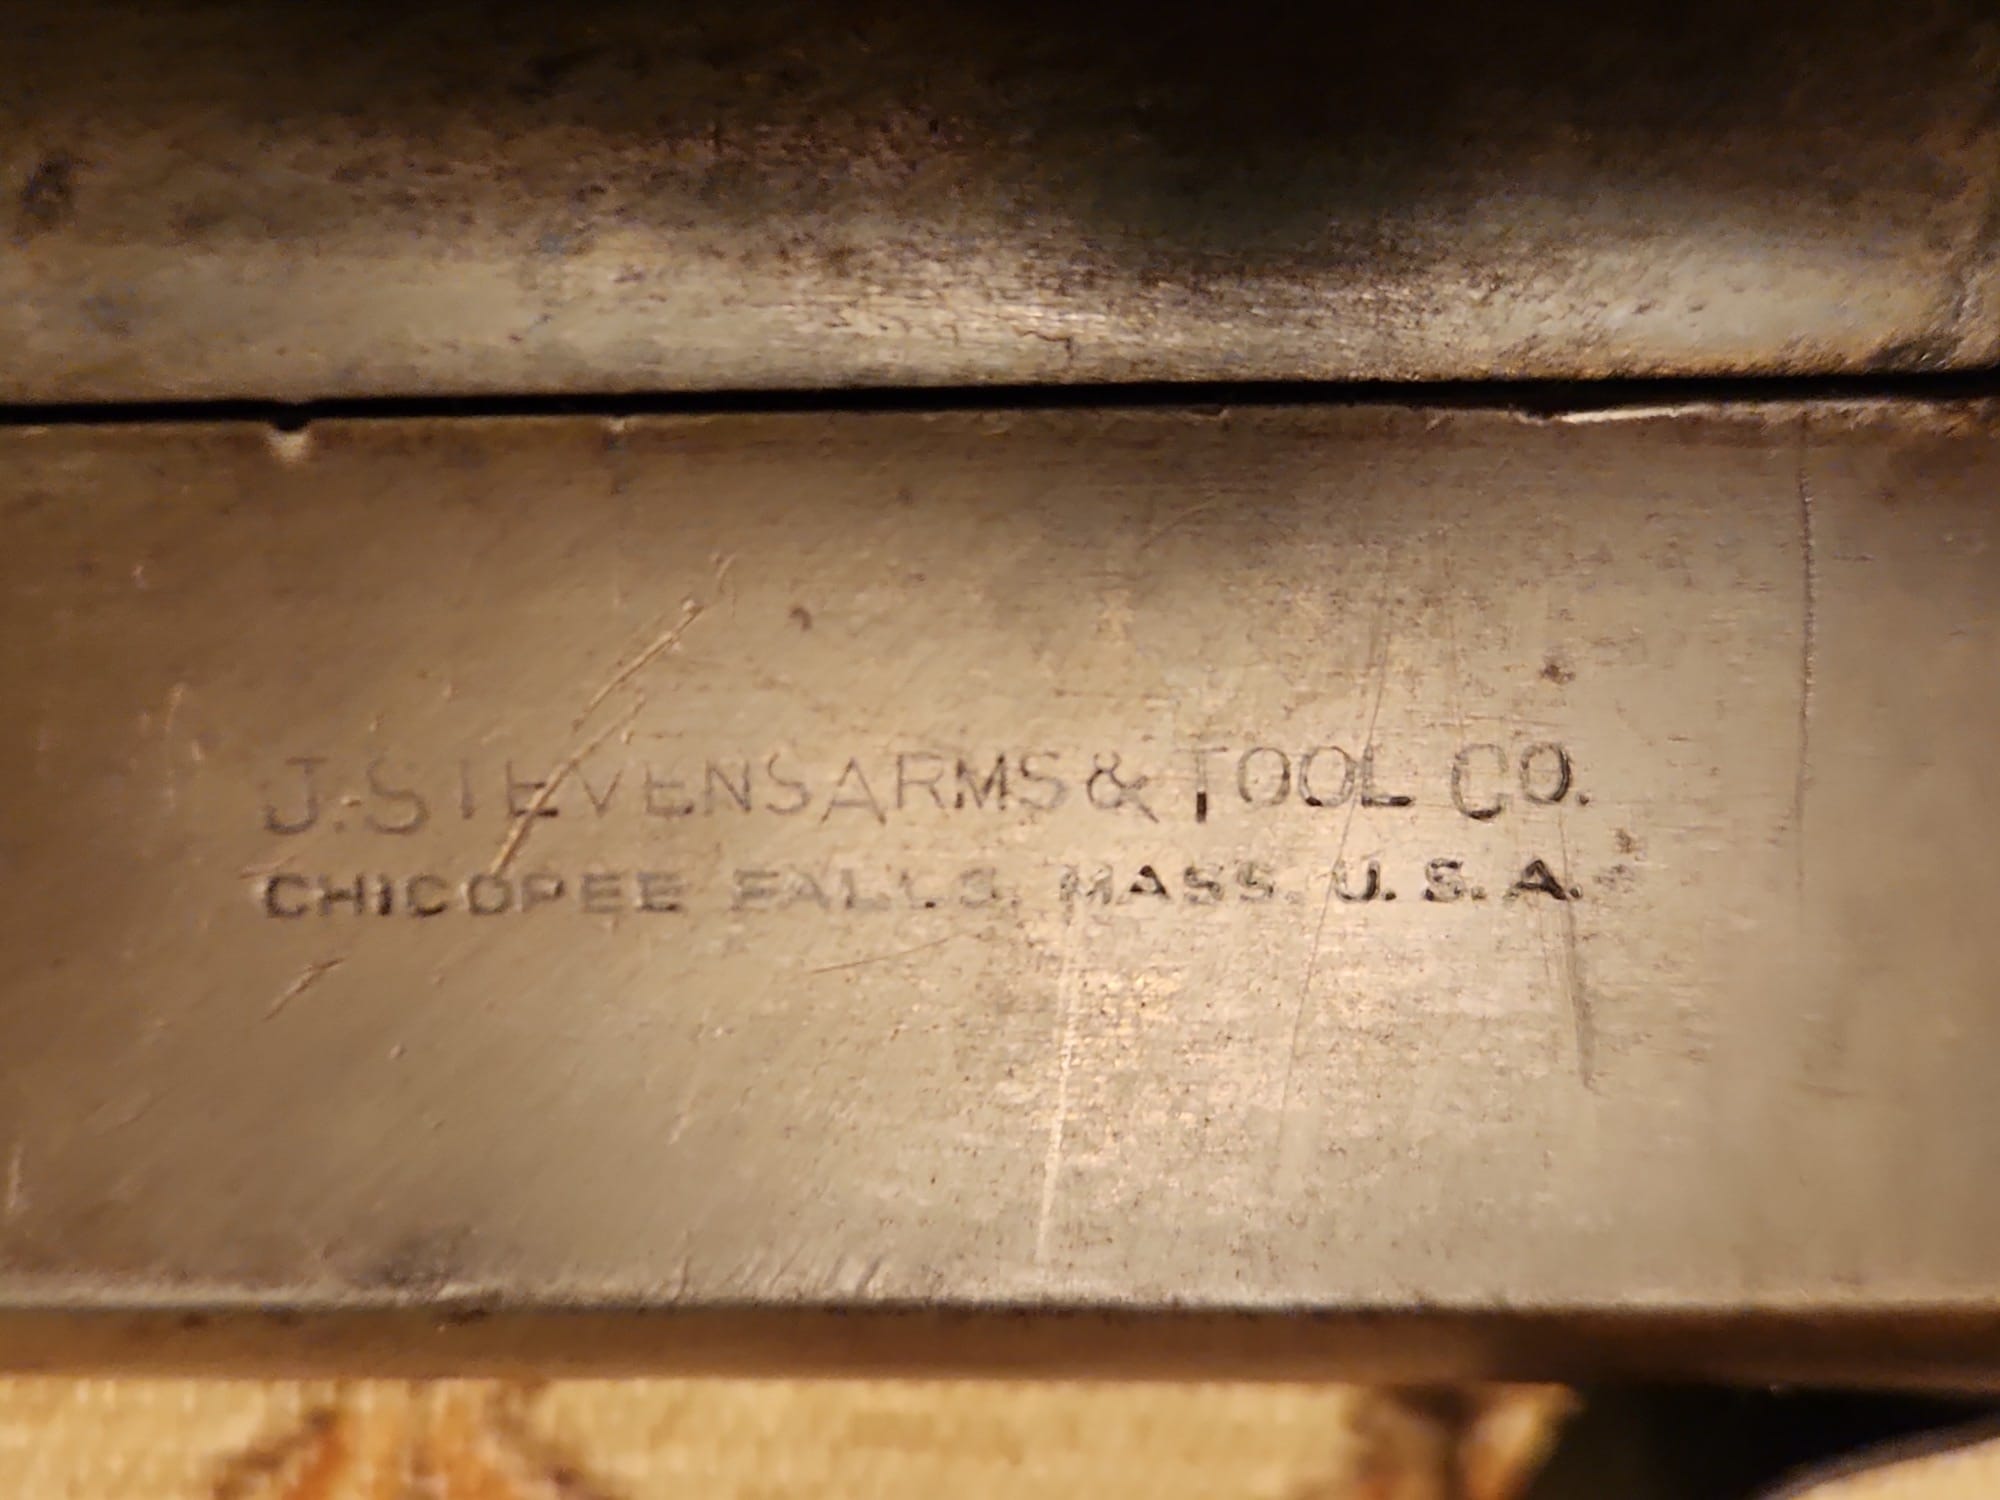 J. STEVENS ARMS & TOOL CO.
CHICOPEE FALLS, MASS. U.S.A.